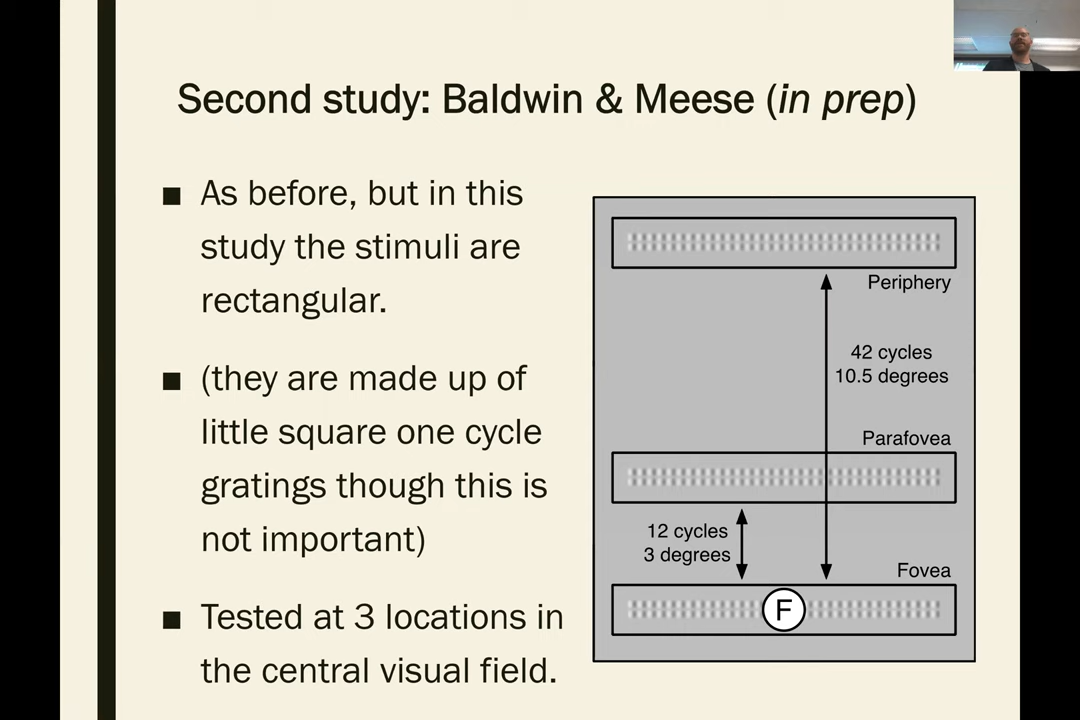 Second study: Baldwin & Meese (in prep)
■ As before, but in this
study the stimuli are
rectangular.
■ (they are made up of
little square one cycle
gratings though this is
not important)
■ Tested at 3 locations in
the central visual field.
Periphery
42 cycles
10.5 degrees
Parafovea
12 cycles
3 degrees
Fovea
F